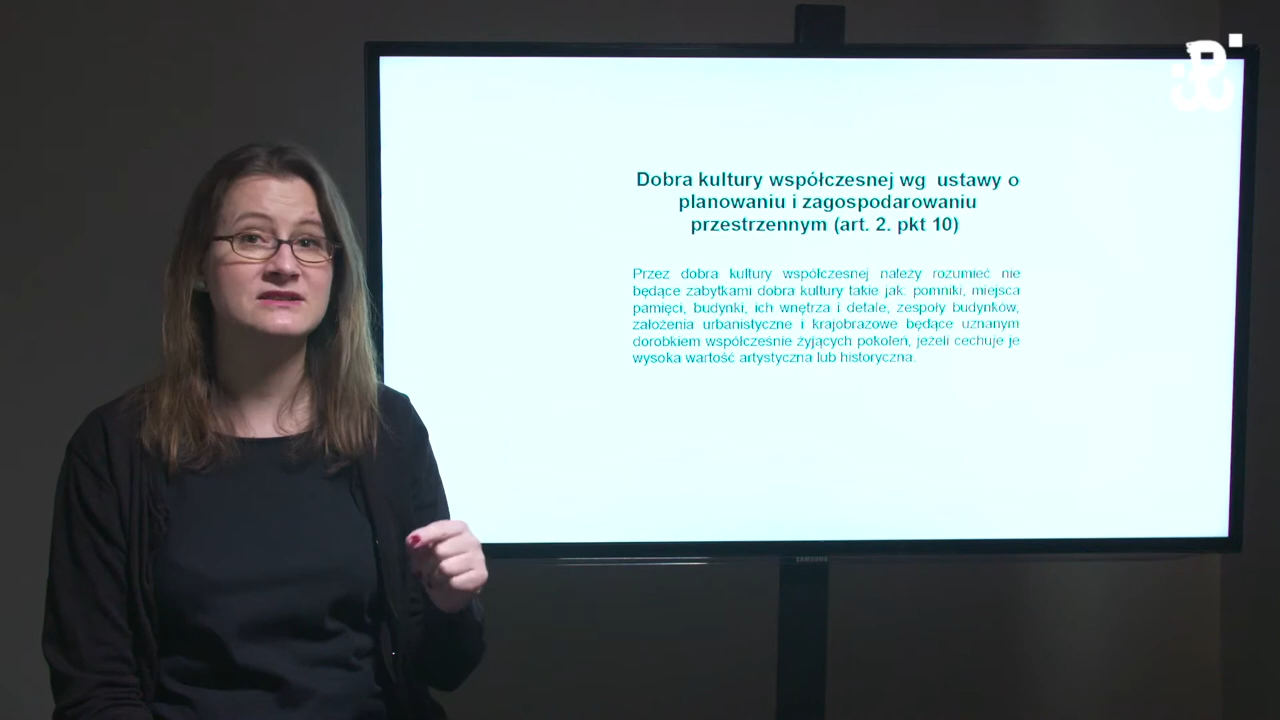 Dobra kultury współczesnej wg ustawy o
planowaniu i zagospodarowaniu
przestrzennym (art. 2. pkt 10)
Przez dobra kultury współczesnej należy rozumieć nie
będące zabytkami dobra kultury takie jak: pomniki, miejsca
pamięci, budynki, ich wnętrza i detale, zespoły budynków,
założenia urbanistyczne i krajobrazowe będące uznanym
dorobkiem współcześnie żyjących pokoleń, jeżeli cechuje je
wysoka wartość artystyczna lub historyczna.
SAMSUNG